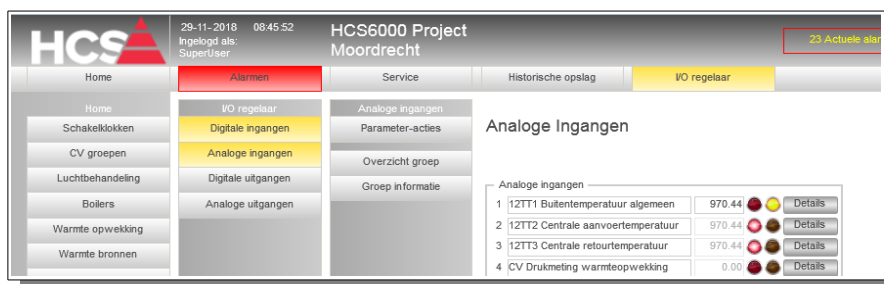 HCS
29-11-2018 08:45:52
Ingelogd als:
SuperUser
HCS6000 Project
Moordrecht
23 Actuele alar
Home
Alarmen
Service
Historische opslag
I/O regelaar
Home
Schakelklokken
CV groepen
Luchtbehandeling
Boilers
Warmte opwekking
Warmte bronnen
I/O regelaar
Digitale ingangen
Analoge ingangen
Digitale uitgangen
Analoge uitgangen
Analoge ingangen
Parameter-acties
Overzicht groep
Groep informatie
Analoge Ingangen
Analoge ingangen
1 12TT1 Buitentemperatuur algemeen 970.44 Details
2 12TT2 Centrale aanvoertemperatuur 970.44 Details
3 12TT3 Centrale retourtemperatuur 970.44 Details
4 CV Drukmeting warmteopwekking 0.00 Details